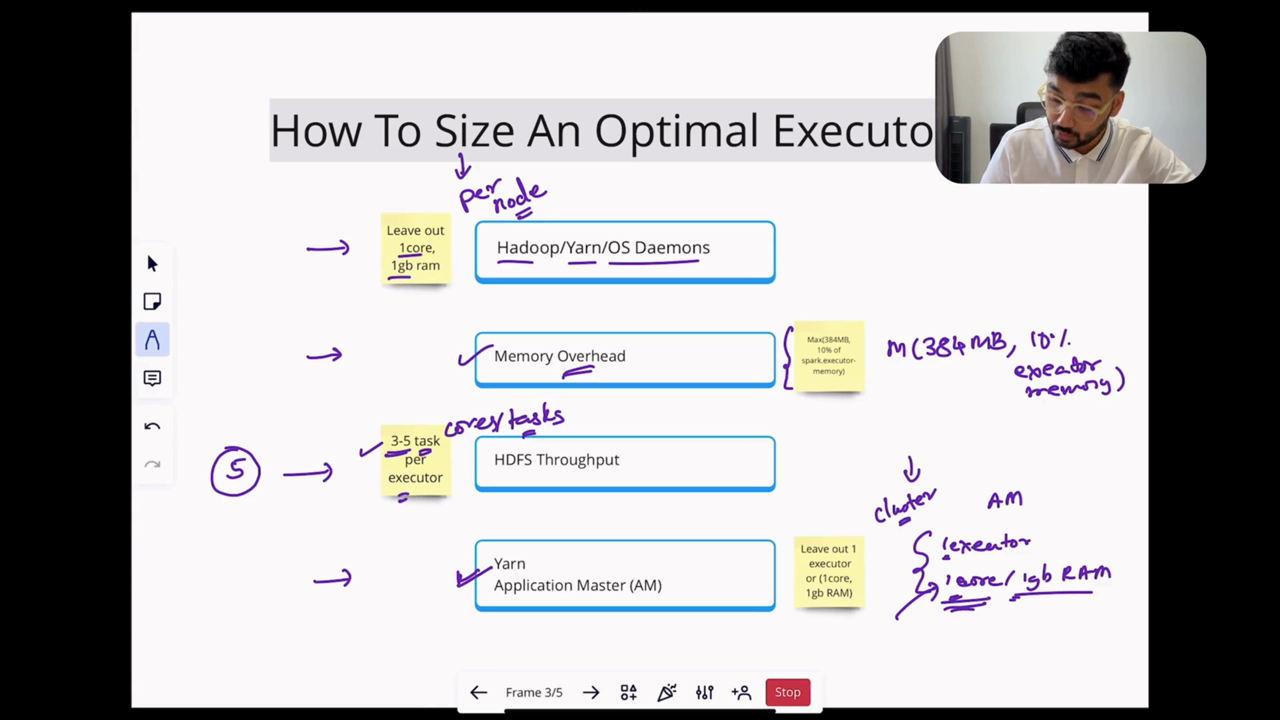 How To Size An Optimal Executo
per
node
Leave out
1core,
1gb ram
Hadoop/Yarn/OS Daemons
Memory Overhead
Max(384MB,
10% of
spark.executor-
memory)
M(384MB, 10%
exeator
memory)
cores/tasks
5
3-5 task
per
executor
HDFS Throughput
cluster
AM
Yarn
Application Master (AM)
Leave out 1
executor
or (1core,
1gb RAM)
1exeator
1core/1gb RAM
Frame 3/5
Stop